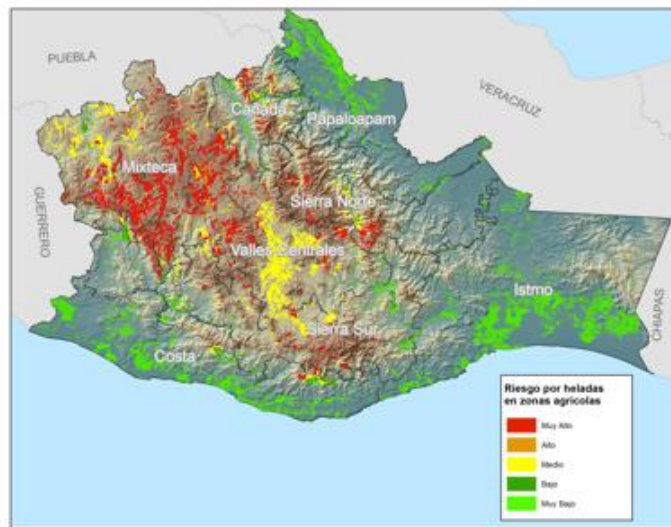 PUEBLA
VERACRUZ
Cañada
Papaloapam
Mixteca
GUERRERO
Sierra Norte
Valles Centrales
Istmo
CHIAPAS
Sierra Sur
Costa
Riesgo por heladas
en zonas agrícolas
Muy Alto
Alto
Medio
Bajo
Muy Bajo